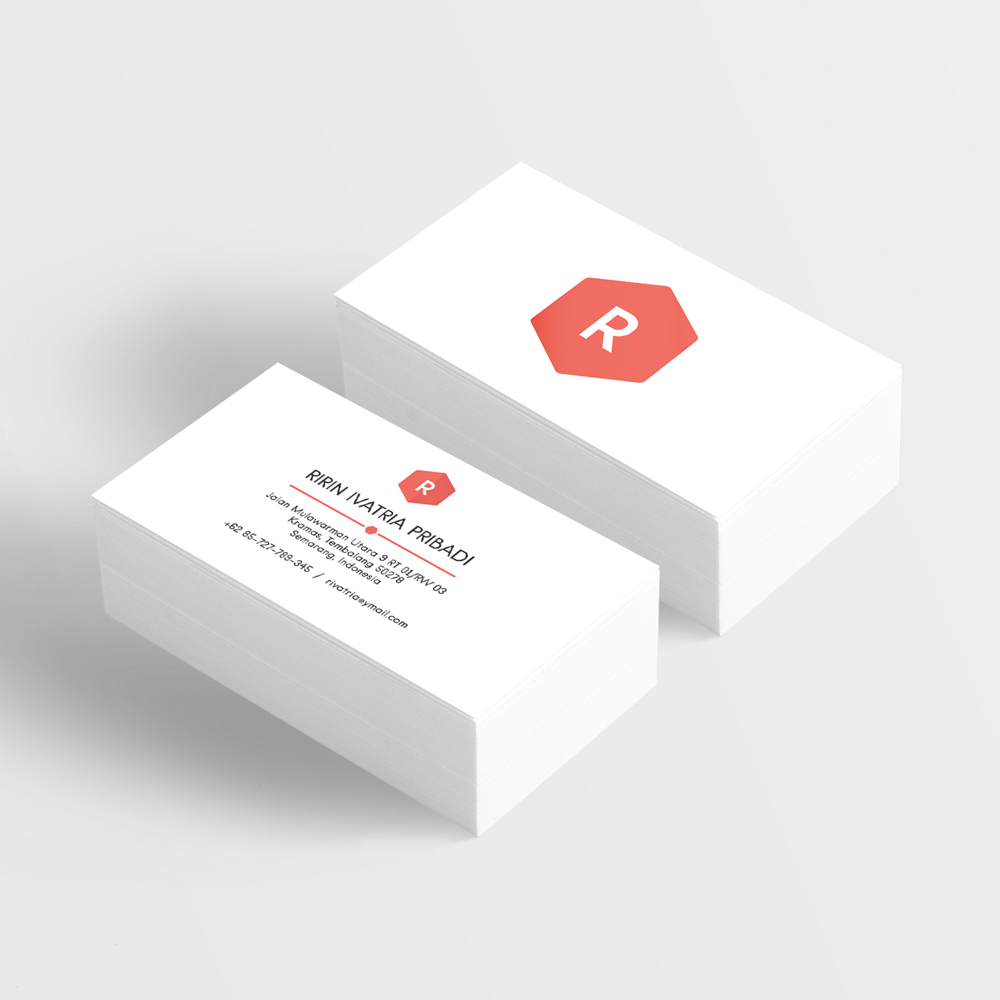 R
R
RIRIN IVATRIA PRIBADI
Jalan Mulawarman Utara 9 RT 01/RW 03
Kramas, Tembalang 50278
Semarang, Indonesia
+62 85-727-789-345 / rivatria@ymail.com